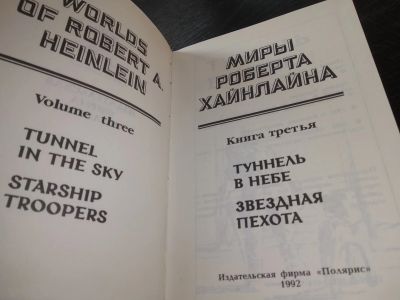 WORLDS
OF ROBERT A.
HEINLEIN
Volume three
TUNNEL
IN THE SKY
STARSHIP
TROOPERS
МИРЫ
РОБЕРТА
ХАЙНЛАЙНА
Книга третья
ТУННЕЛЬ
В НЕБЕ
ЗВЕЗДНАЯ
ПЕХОТА
Издательская фирма «Полярис»
1992